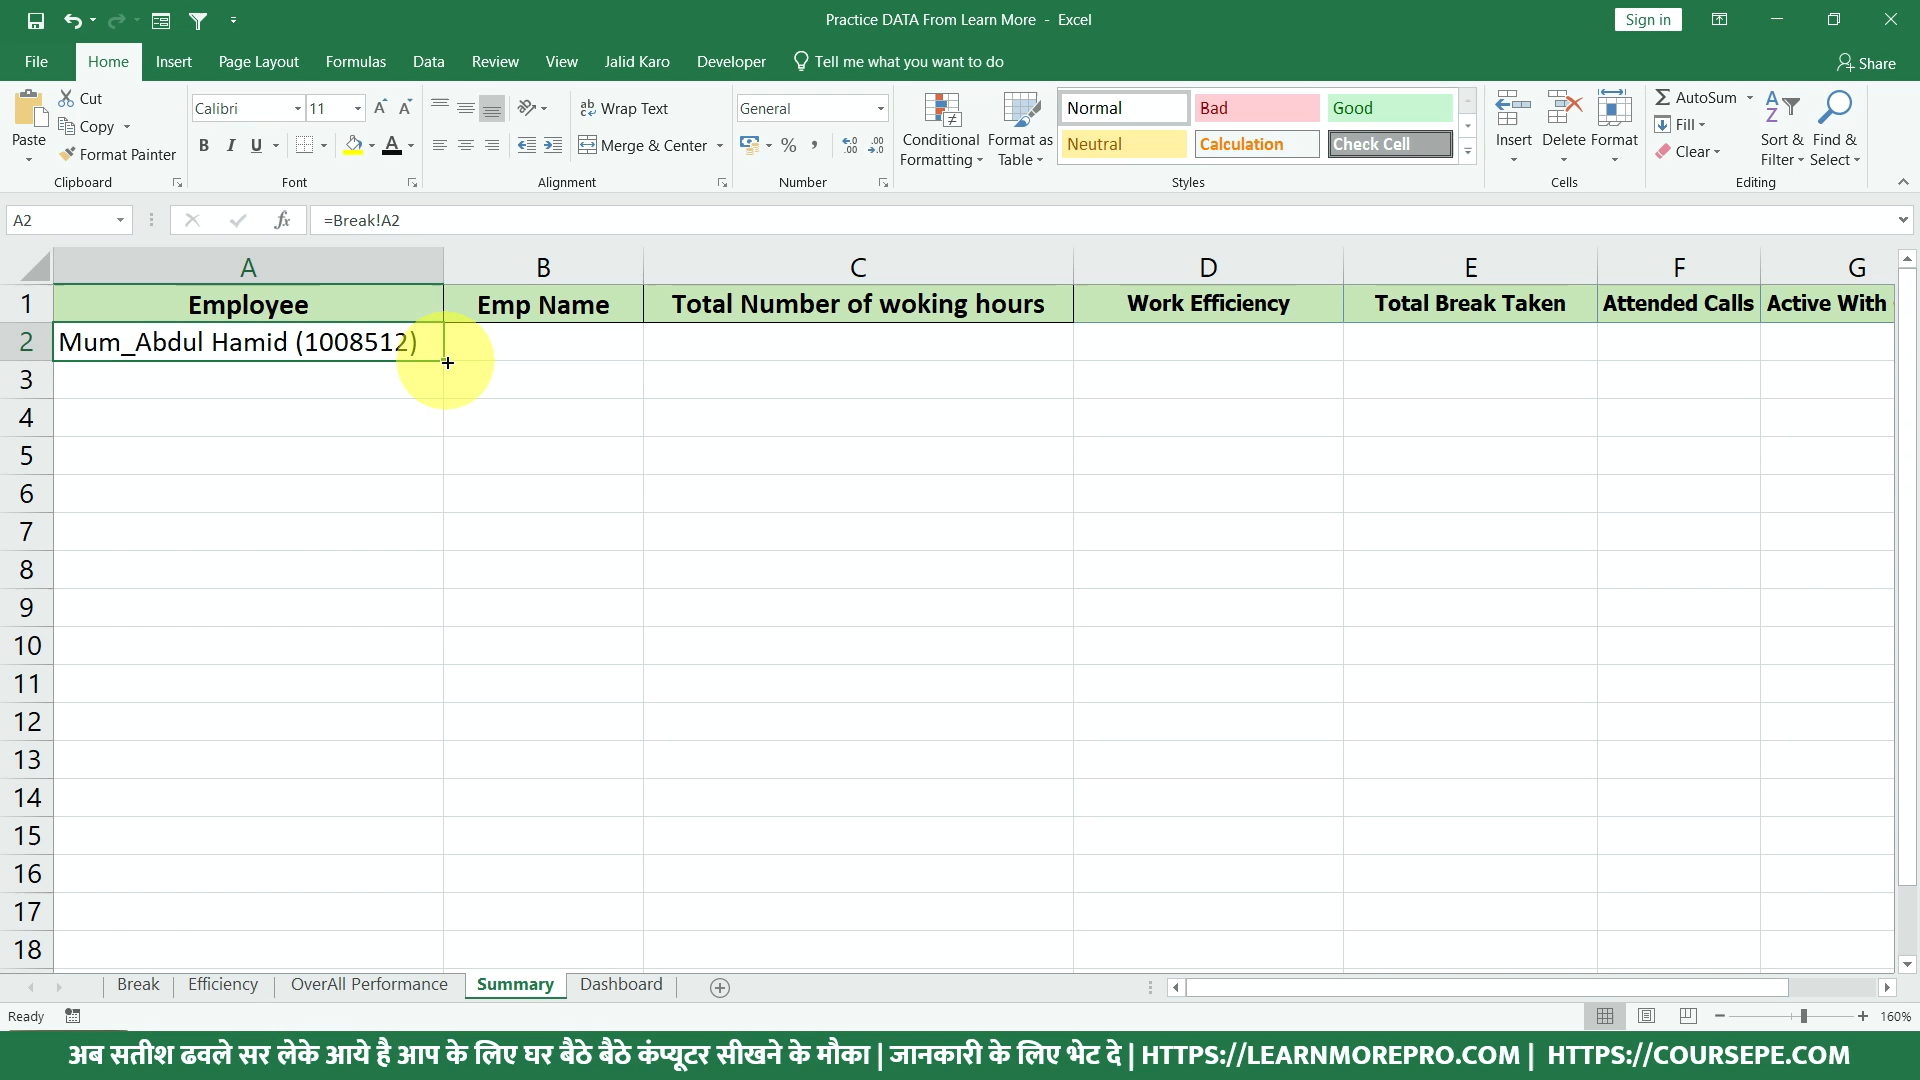 Practice DATA From Learn More - Excel
Sign in
File Home Insert Page Layout Formulas Data Review View Jalid Karo Developer Tell me what you want to do Share
Paste Cut Copy Format Painter Clipboard
Calibri 11 B I U A Font
ab Wrap Text Merge & Center Alignment
General % Number
Conditional Formatting Format as Table
Normal Bad Good
Neutral Calculation Check Cell
Styles
Insert Delete Format Cells
AutoSum Fill Clear Sort & Filter Find & Select Editing
A2 fx =Break!A2
A B C D E F G
1 Employee Emp Name Total Number of woking hours Work Efficiency Total Break Taken Attended Calls Active With
2 Mum_Abdul Hamid (1008512)
3
4
5
6
7
8
9
10
11
12
13
14
15
16
17
18
Break Efficiency OverAll Performance Summary Dashboard
Ready 160%
अब सतीश ढवले सर लेके आये है आप के लिए घर बैठे बैठे कंप्यूटर सीखने के मौका | जानकारी के लिए भेट दे | HTTPS://LEARNMOREPRO.COM | HTTPS://COURSEPE.COM